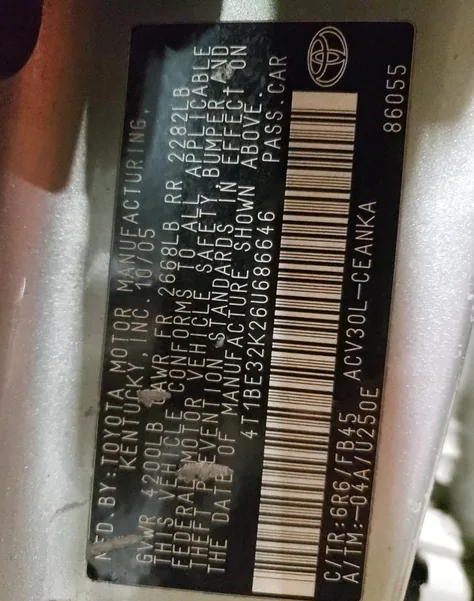 MFD.BY:TOYOTA MOTOR MANUFACTURING,
KENTUCKY, INC. 10/05
GVWR 4200LB GAWR FR 2668LB RR 2282LB
THIS VEHICLE CONFORMS TO ALL APPLICABLE
FEDERAL MOTOR VEHICLE SAFETY, BUMPER AND
THEFT PREVENTION STANDARDS IN EFFECT ON
THE DATE OF MANUFACTURE SHOWN ABOVE.
4T1BE32K26U686646 PASS.CAR
C/TR:6R6/FB45 ACV30L-CEANKA
A/TM:-04A/U250E 86055